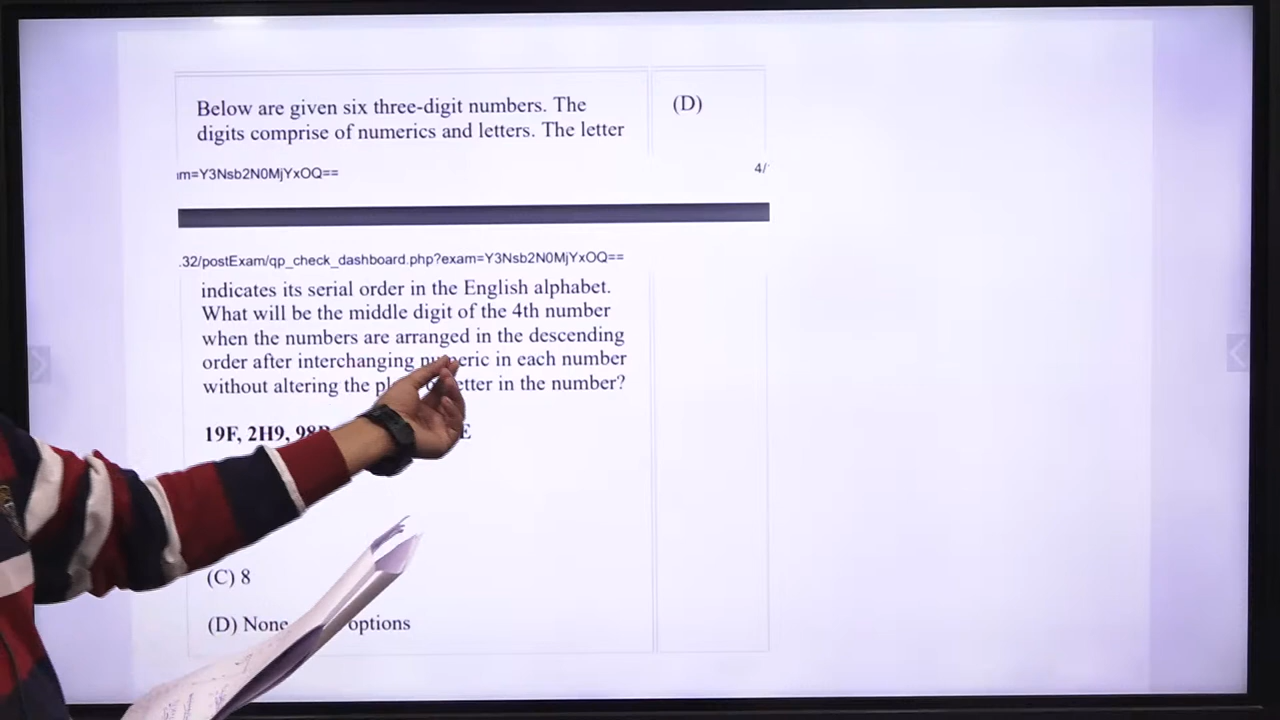 Below are given six three-digit numbers. The
(D)
digits comprise of numerics and letters. The letter
m=Y3Nsb2N0MjYxOQ==
4/
.32/postExam/qp_check_dashboard.php?exam=Y3Nsb2N0MjYxOQ==
indicates its serial order in the English alphabet.
What will be the middle digit of the 4th number
when the numbers are arranged in the descending
order after interchanging numeric in each number
without altering the etter in the number?
19F, 2H9, E
(C) 8
(D) None options